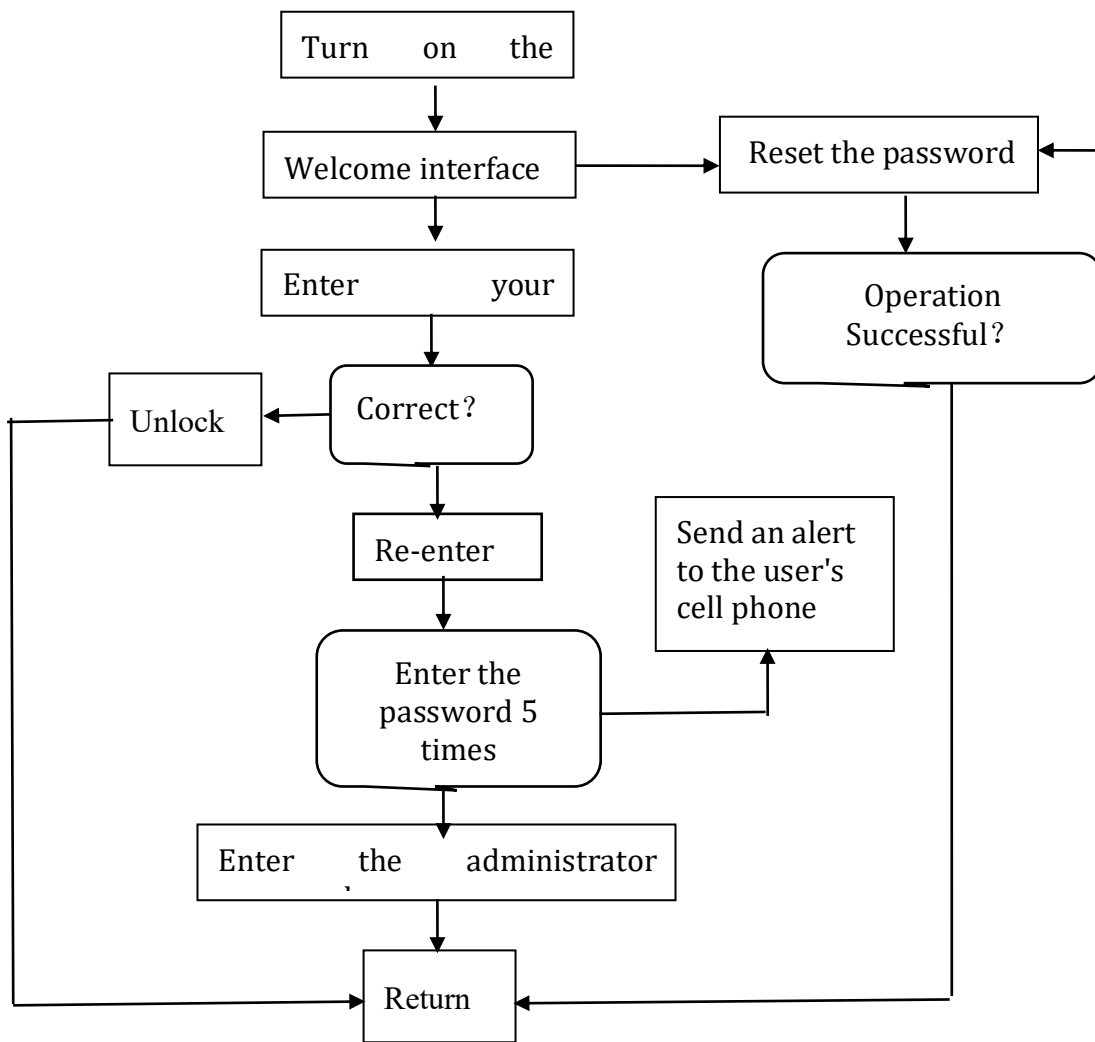 Turn on the
Welcome interface
Reset the password
Enter your
Operation
Successful？
Correct？
Unlock
Re-enter
Send an alert
to the user's
cell phone
Enter the
password 5
times
Enter the administrator
Return